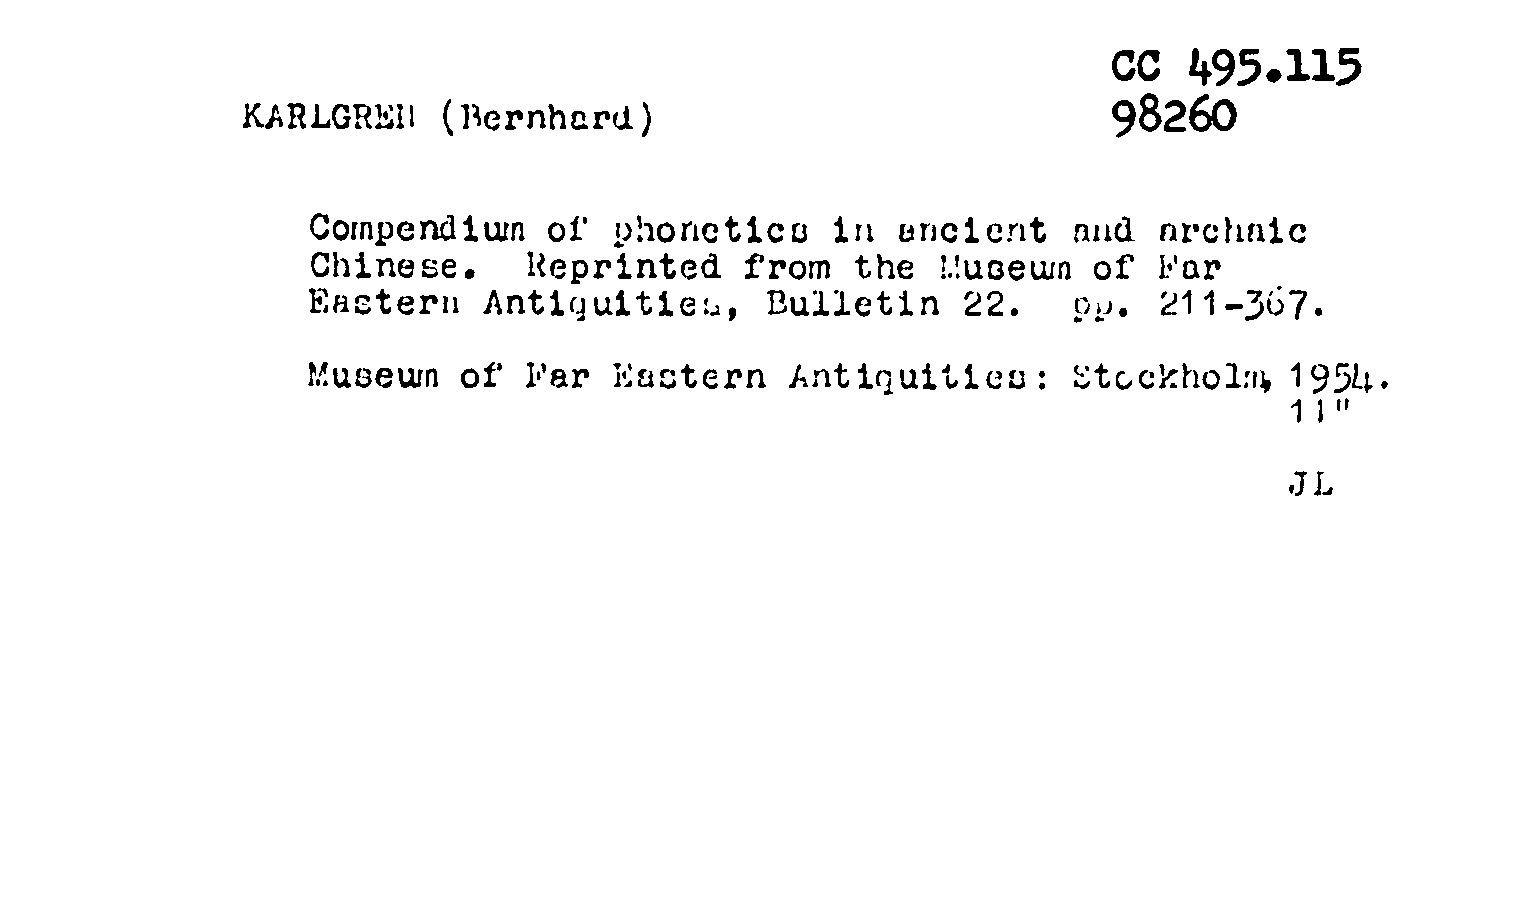 CC 495.115
KARLGREN (Bernhard)
98260
Compendium of phonetics in ancient and archaic
Chinese. Reprinted from the Museum of Far
Eastern Antiquities, Bulletin 22. pp. 211-367.
Museum of Far Eastern Antiquities: Stockholm, 1954.
11"
JL